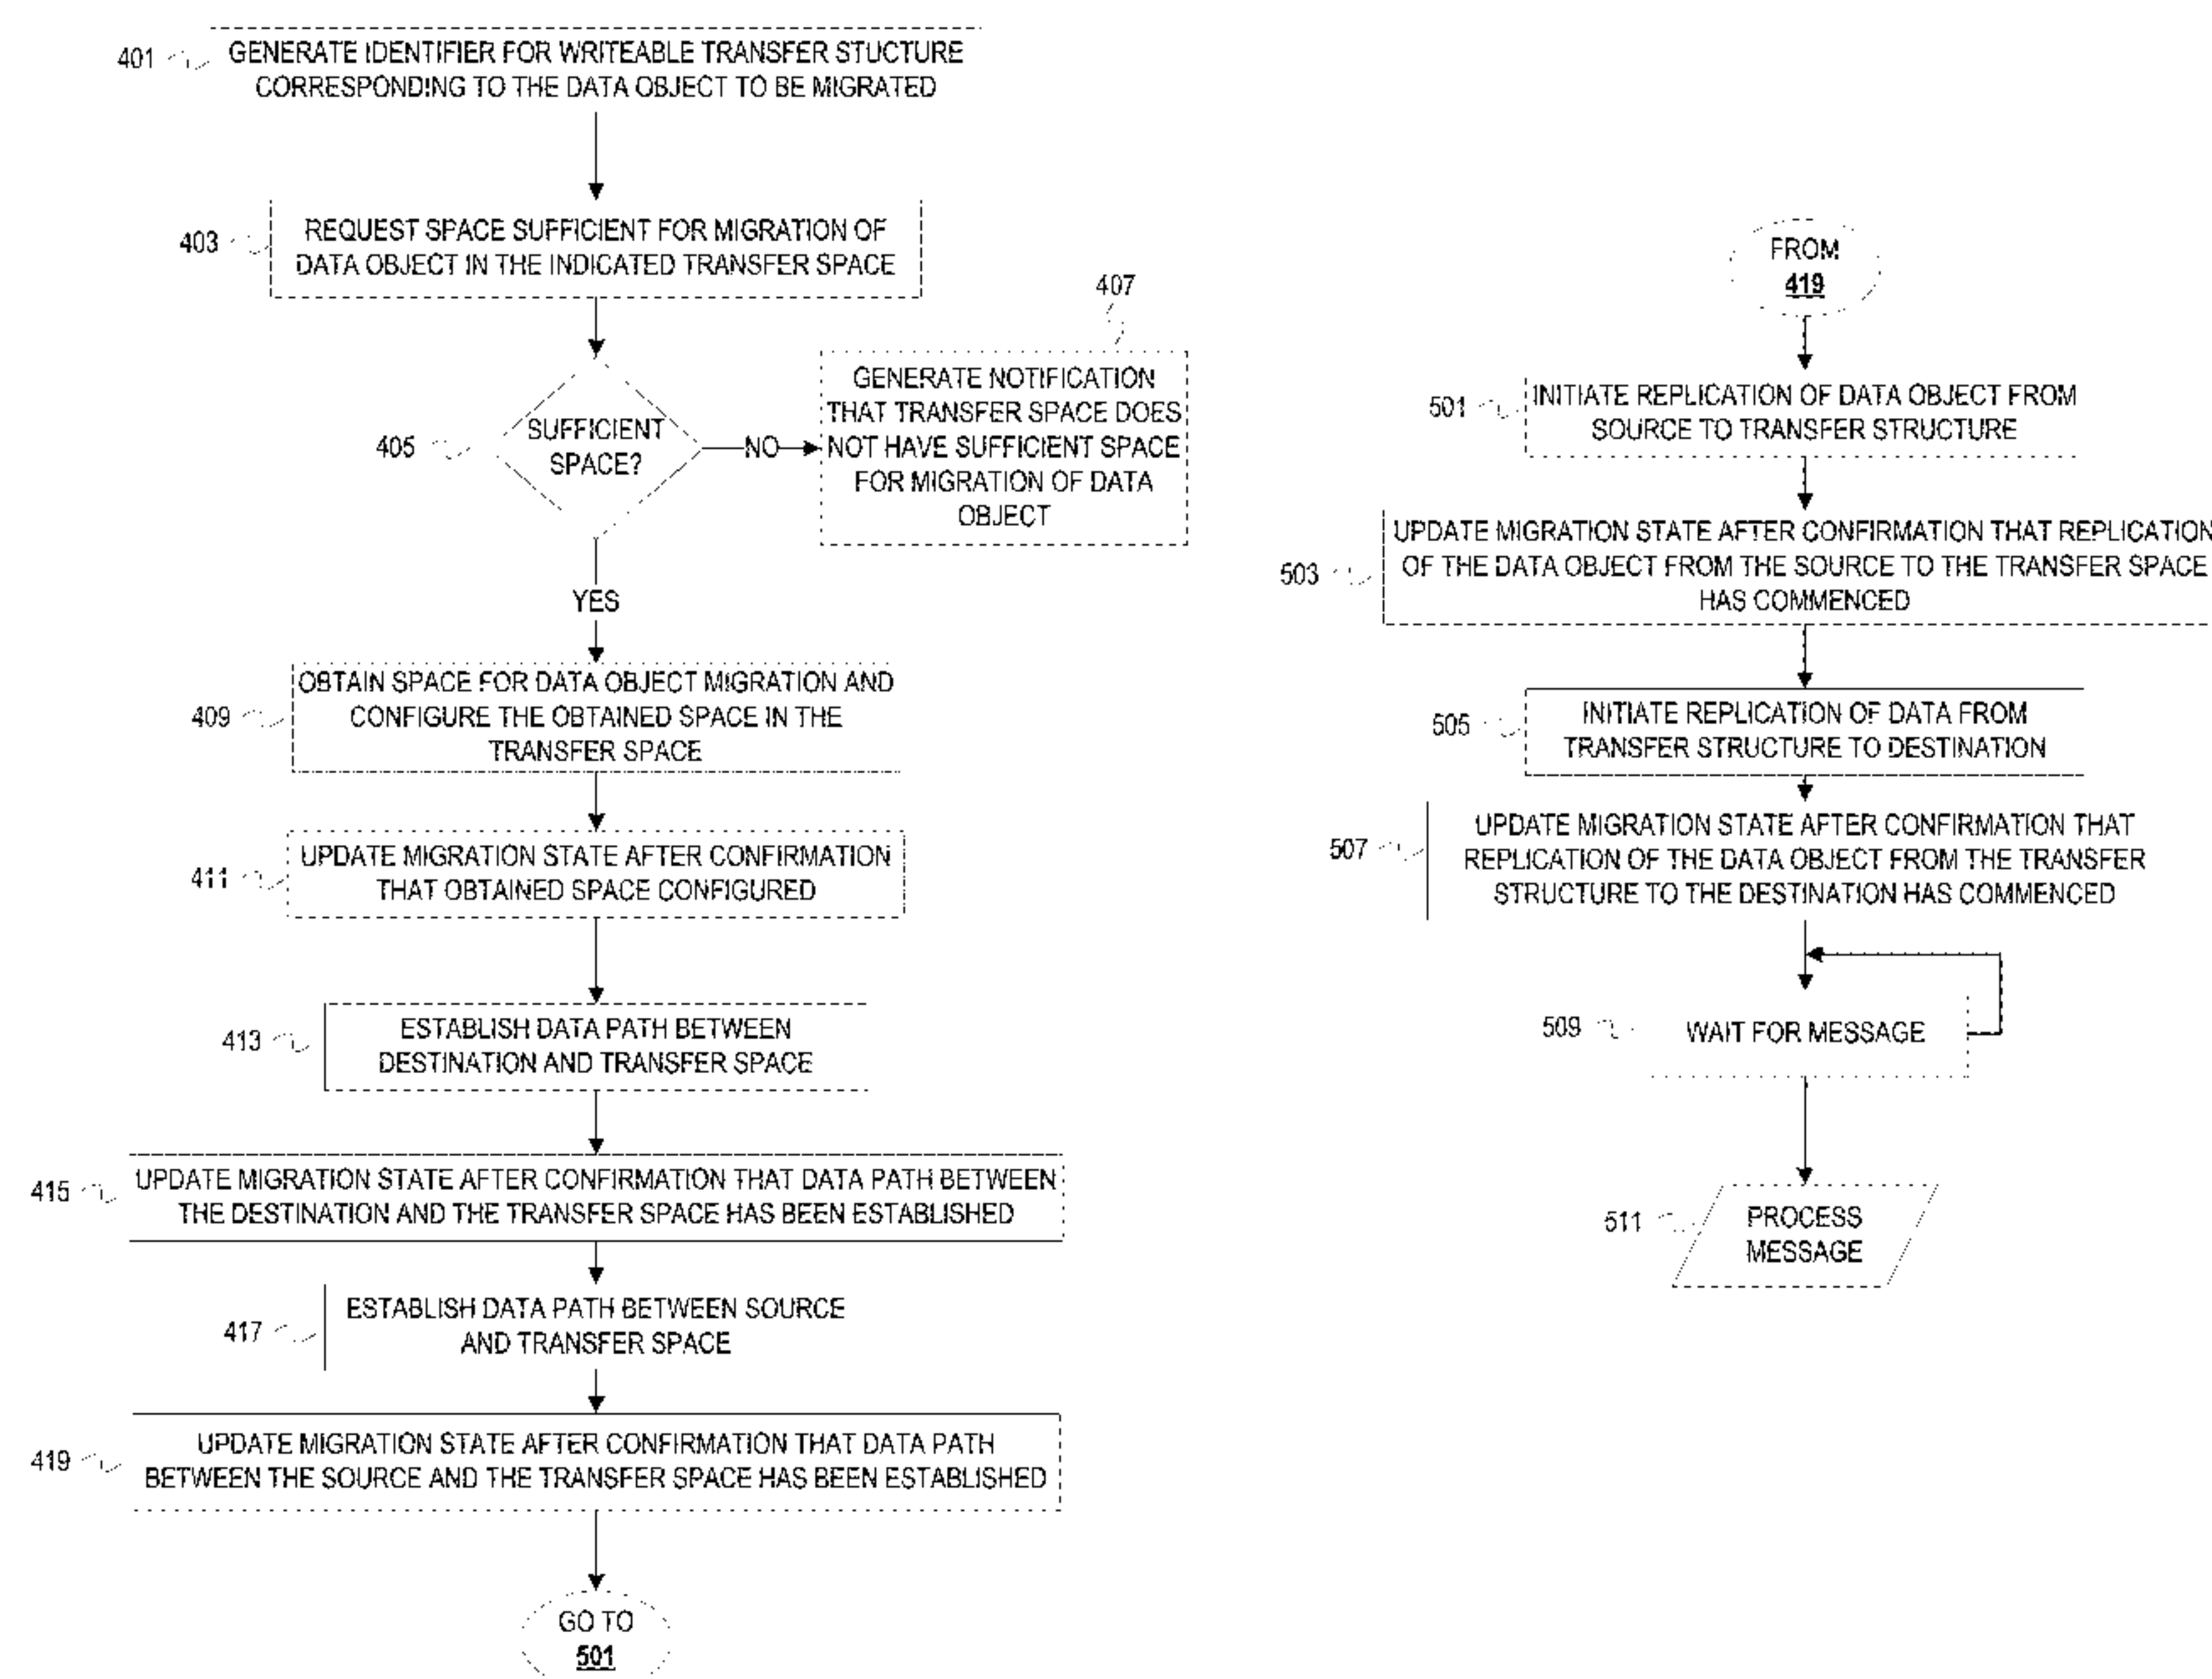 401
GENERATE IDENTIFIER FOR WRITEABLE TRANSFER STUCTURE
CORRESPONDING TO THE DATA OBJECT TO BE MIGRATED
403
REQUEST SPACE SUFFICIENT FOR MIGRATION OF
DATA OBJECT IN THE INDICATED TRANSFER SPACE
405
SUFFICIENT
SPACE?
NO
407
GENERATE NOTIFICATION
THAT TRANSFER SPACE DOES
NOT HAVE SUFFICIENT SPACE
FOR MIGRATION OF DATA
OBJECT
YES
409
OBTAIN SPACE FOR DATA OBJECT MIGRATION AND
CONFIGURE THE OBTAINED SPACE IN THE
TRANSFER SPACE
411
UPDATE MIGRATION STATE AFTER CONFIRMATION
THAT OBTAINED SPACE CONFIGURED
413
ESTABLISH DATA PATH BETWEEN
DESTINATION AND TRANSFER SPACE
415
UPDATE MIGRATION STATE AFTER CONFIRMATION THAT DATA PATH BETWEEN
THE DESTINATION AND THE TRANSFER SPACE HAS BEEN ESTABLISHED
417
ESTABLISH DATA PATH BETWEEN SOURCE
AND TRANSFER SPACE
419
UPDATE MIGRATION STATE AFTER CONFIRMATION THAT DATA PATH
BETWEEN THE SOURCE AND THE TRANSFER SPACE HAS BEEN ESTABLISHED
GO TO
501
FROM
419
501
INITIATE REPLICATION OF DATA OBJECT FROM
SOURCE TO TRANSFER STRUCTURE
503
UPDATE MIGRATION STATE AFTER CONFIRMATION THAT REPLICATION
OF THE DATA OBJECT FROM THE SOURCE TO THE TRANSFER SPACE
HAS COMMENCED
505
INITIATE REPLICATION OF DATA FROM
TRANSFER STRUCTURE TO DESTINATION
507
UPDATE MIGRATION STATE AFTER CONFIRMATION THAT
REPLICATION OF THE DATA OBJECT FROM THE TRANSFER
STRUCTURE TO THE DESTINATION HAS COMMENCED
509
WAIT FOR MESSAGE
511
PROCESS
MESSAGE